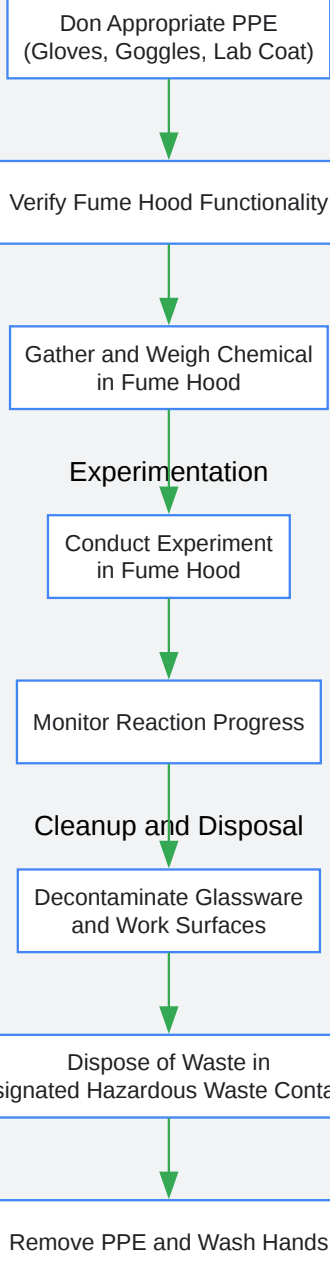 Don Appropriate PPE
(Gloves, Goggles, Lab Coat)
Verify Fume Hood Functionality
Gather and Weigh Chemical
in Fume Hood
Experimentation
Conduct Experiment
in Fume Hood
Monitor Reaction Progress
Cleanup and Disposal
Decontaminate Glassware
and Work Surfaces
Dispose of Waste in
Hazardous Waste
Remove PPE and Wash Hands